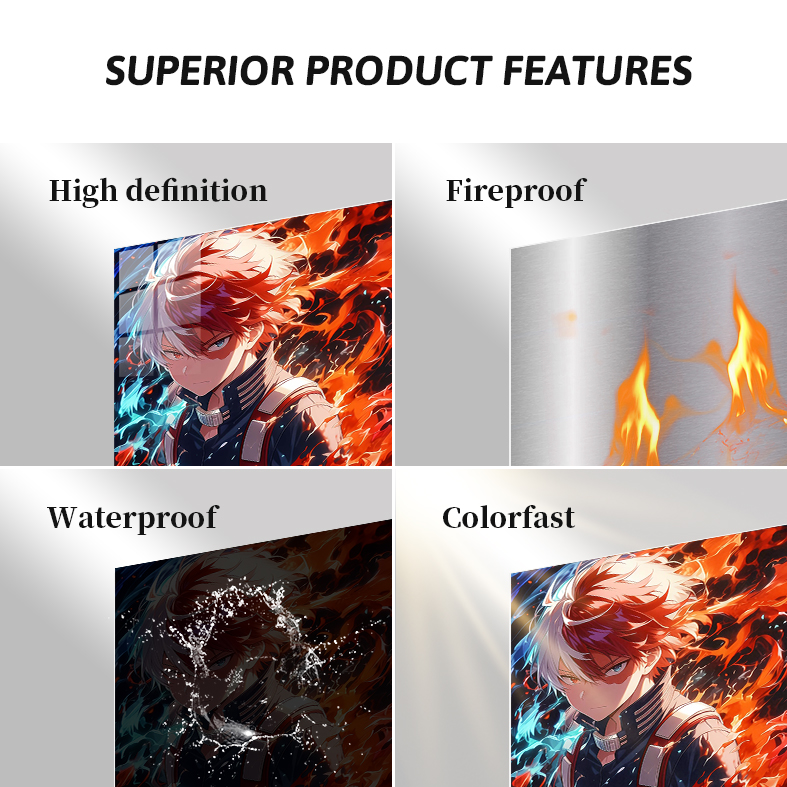 SUPERIOR PRODUCT FEATURES
High definition
Fireproof
Waterproof
Colorfast